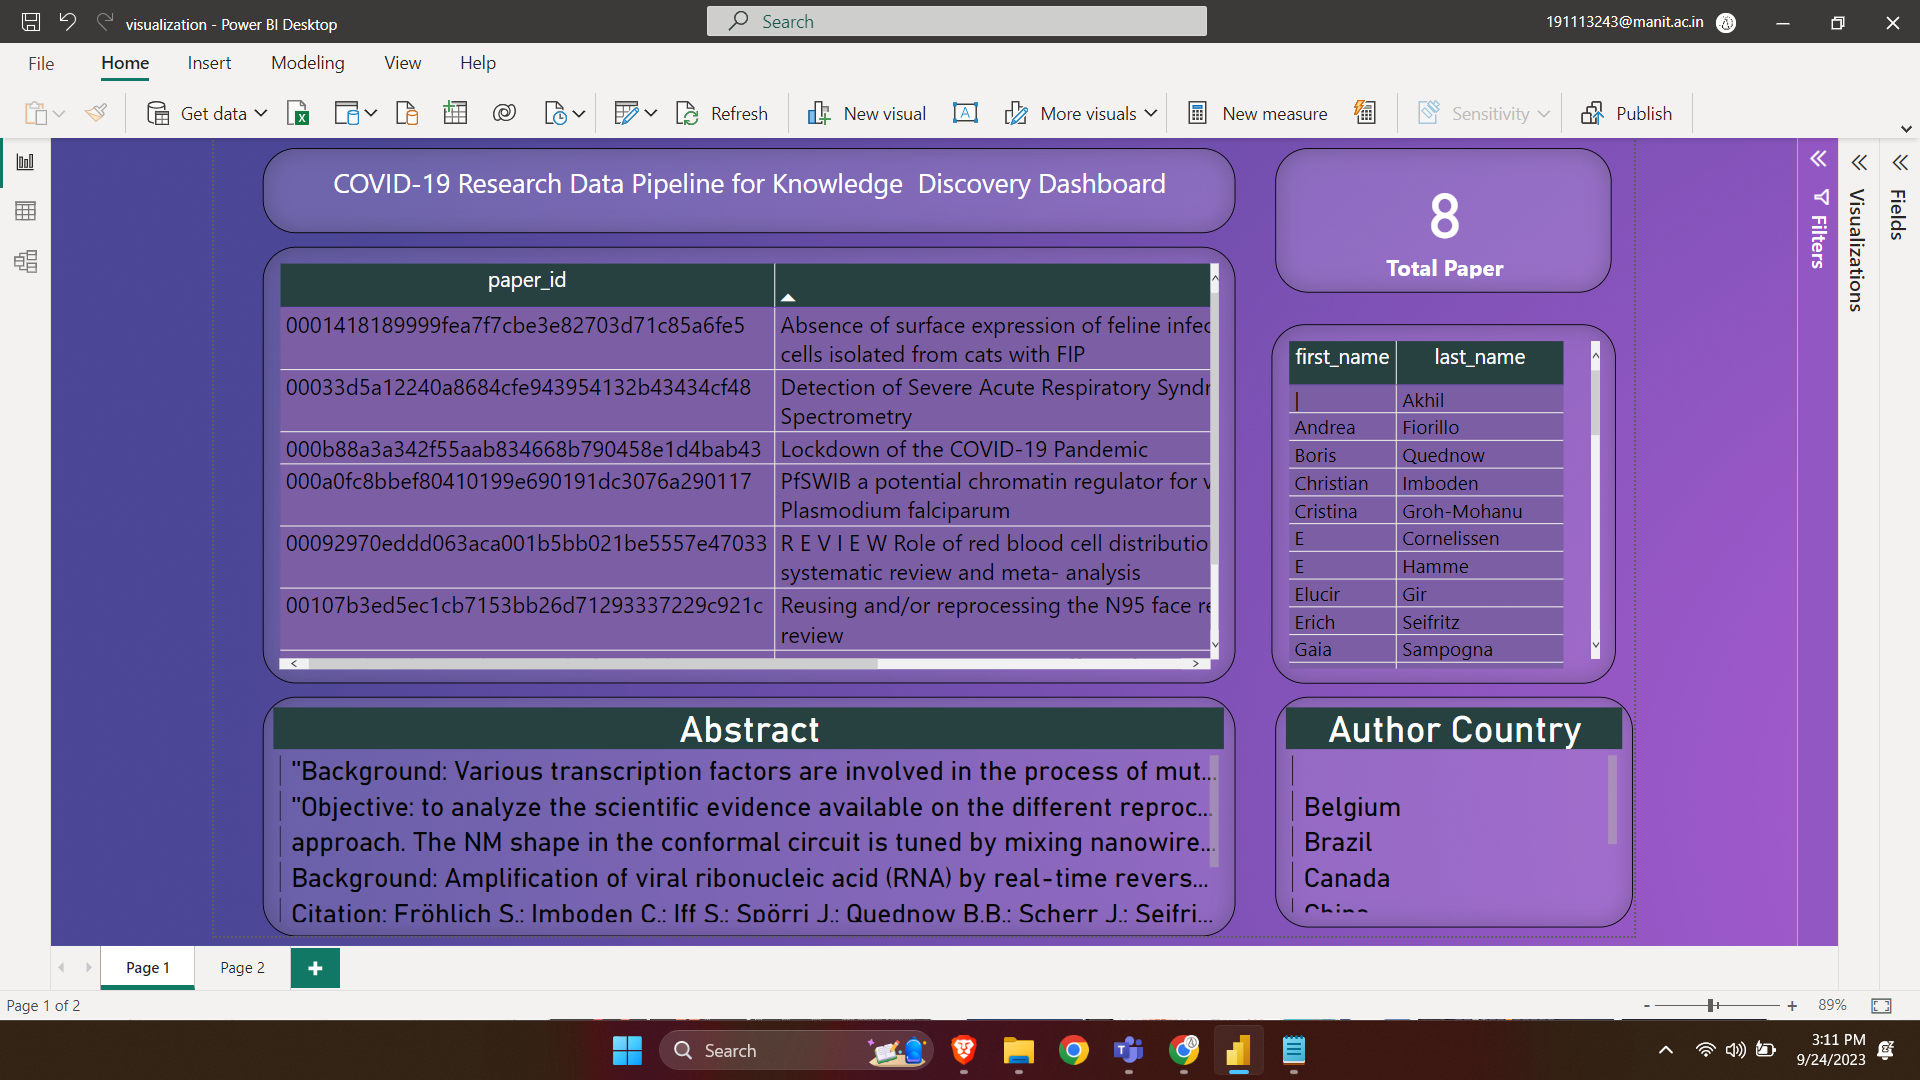 visualization - Power BI Desktop
Search
191113243@manit.ac.in
File
Home
Insert
Modeling
View
Help
Get data
Refresh
New visual
A
More visuals
New measure
Sensitivity
Publish
COVID-19 Research Data Pipeline for Knowledge  Discovery Dashboard
8
Total Paper
Filters
Visualizations
Fields
paper_id
0001418189999fea7f7cbe3e82703d71c85a6fe5
Absence of surface expression of feline infec
cells isolated from cats with FIP
00033d5a12240a8684cfe943954132b43434cf48
Detection of Severe Acute Respiratory Syndr
Spectrometry
000b88a3a342f55aab834668b790458e1d4bab43
Lockdown of the COVID-19 Pandemic
000a0fc8bbef80410199e690191dc3076a290117
PfSWIB a potential chromatin regulator for v
Plasmodium falciparum
00092970eddd063aca001b5bb021be5557e47033
R E V I E W Role of red blood cell distributio
systematic review and meta- analysis
00107b3ed5ec1cb7153bb26d71293337229c921c
Reusing and/or reprocessing the N95 face re
review
first_name last_name
| Akhil
Andrea Fiorillo
Boris Quednow
Christian Imboden
Cristina Groh-Mohanu
E Cornelissen
E Hamme
Elucir Gir
Erich Seifritz
Gaia Sampogna
Abstract
"Background: Various transcription factors are involved in the process of mut...
"Objective: to analyze the scientific evidence available on the different reproc...
approach. The NM shape in the conformal circuit is tuned by mixing nanowire...
Background: Amplification of viral ribonucleic acid (RNA) by real-time revers...
Citation: Fröhlich S.; Imboden C.; Iff S.; Spörri J.; Quednow B.B.; Scherr J.; Seifri...
Author Country
Belgium
Brazil
Canada
China
Page 1
Page 2
+
Page 1 of 2
- + 89%
Search
3:11 PM
9/24/2023